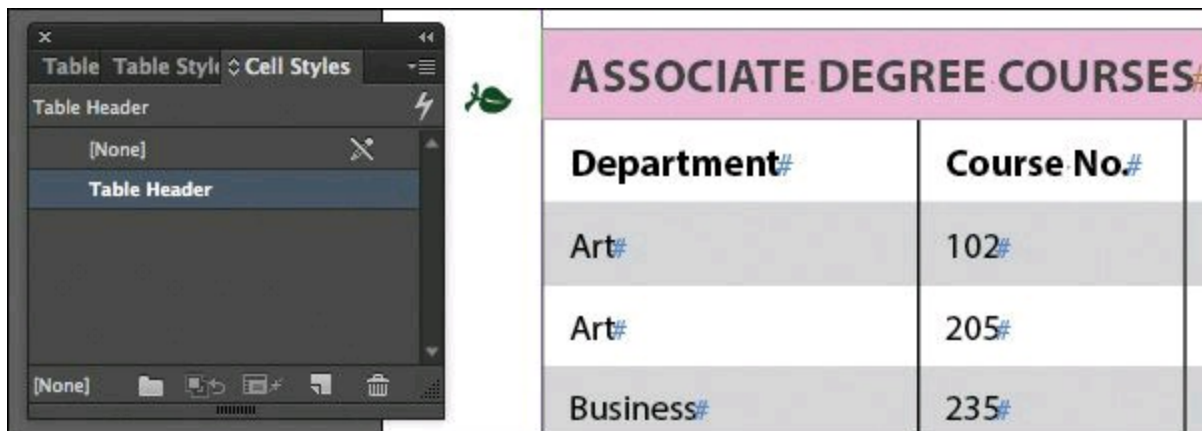 Table Table Style Cell Styles
Table Header
[None]
Table Header
[None]
ASSOCIATE DEGREE COURSES#
Department# Course No.#
Art# 102#
Art# 205#
Business# 235#